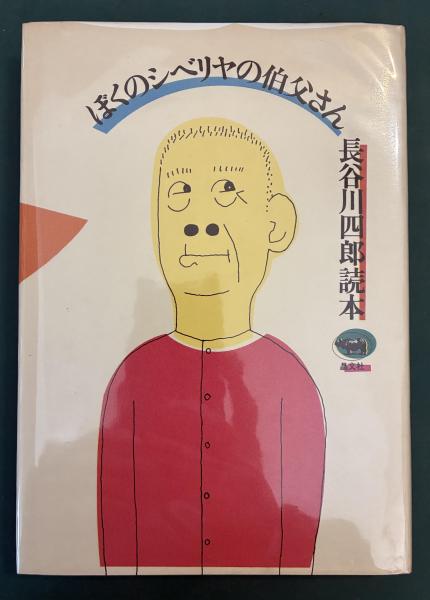 ぼくのシベリヤの伯父さん
長谷川四郎読本
晶文社